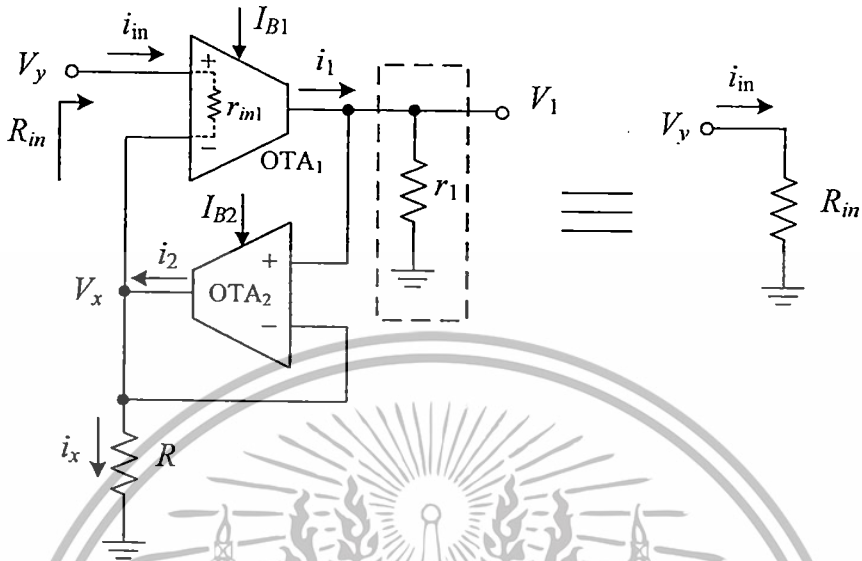 i_in
I_B1
V_y
+
r_in1
i_1
V_1
R_in
−
OTA_1
r_1
I_B2
i_2
+
OTA_2
V_x
−
i_x
R
i_in
V_y
R_in